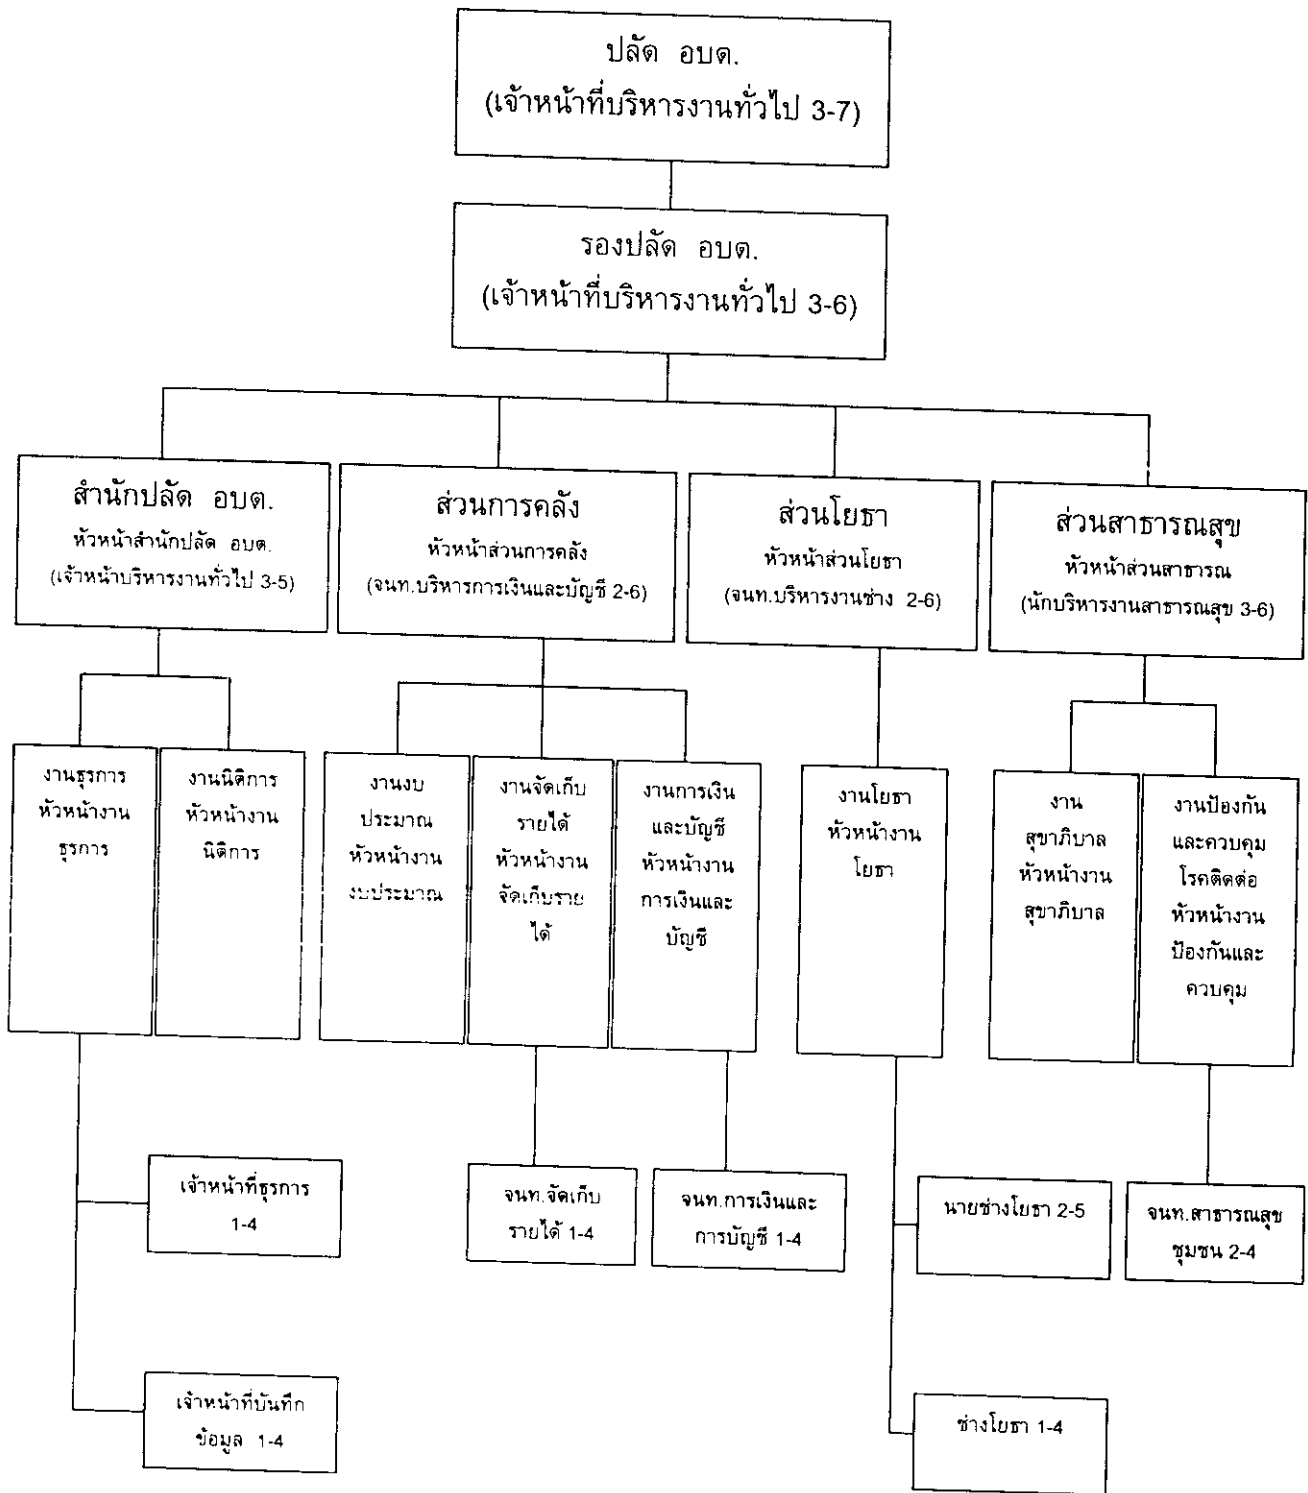 ปลัด อบต.
(เจ้าหน้าที่บริหารงานทั่วไป 3-7)
รองปลัด อบต.
(เจ้าหน้าที่บริหารงานทั่วไป 3-6)
สำนักปลัด อบต.
หัวหน้าสำนักปลัด อบต.
(เจ้าหน้าบริหารงานทั่วไป 3-5)
ส่วนการคลัง
หัวหน้าส่วนการคลัง
(จนท.บริหารการเงินและบัญชี 2-6)
ส่วนโยธา
หัวหน้าส่วนโยธา
(จนท.บริหารงานช่าง 2-6)
ส่วนสาธารณสุข
หัวหน้าส่วนสาธารณ
(นักบริหารงานสาธารณสุข 3-6)
งานธุรการ
หัวหน้างาน
ธุรการ
งานนิติการ
หัวหน้างาน
นิติการ
งานงบ
ประมาณ
หัวหน้างาน
งบประมาณ
งานจัดเก็บ
รายได้
หัวหน้างาน
จัดเก็บราย
ได้
งานการเงิน
และบัญชี
หัวหน้างาน
การเงินและ
บัญชี
งานโยธา
หัวหน้างาน
โยธา
งาน
สุขาภิบาล
หัวหน้างาน
สุขาภิบาล
งานป้องกัน
และควบคุม
โรคติดต่อ
หัวหน้างวน
ป้องกันและ
ควบคุม
เจ้าหน้าที่ธุรการ
1-4
จนท.จัดเก็บ
รายได้ 1-4
จนท.การเงินและ
การบัญชี 1-4
นายช่างโยธา 2-5
จนท.สาธารณสุข
ชุมชน 2-4
เจ้าหน้าที่บันทึก
ข้อมูล 1-4
ช่างโยธา 1-4